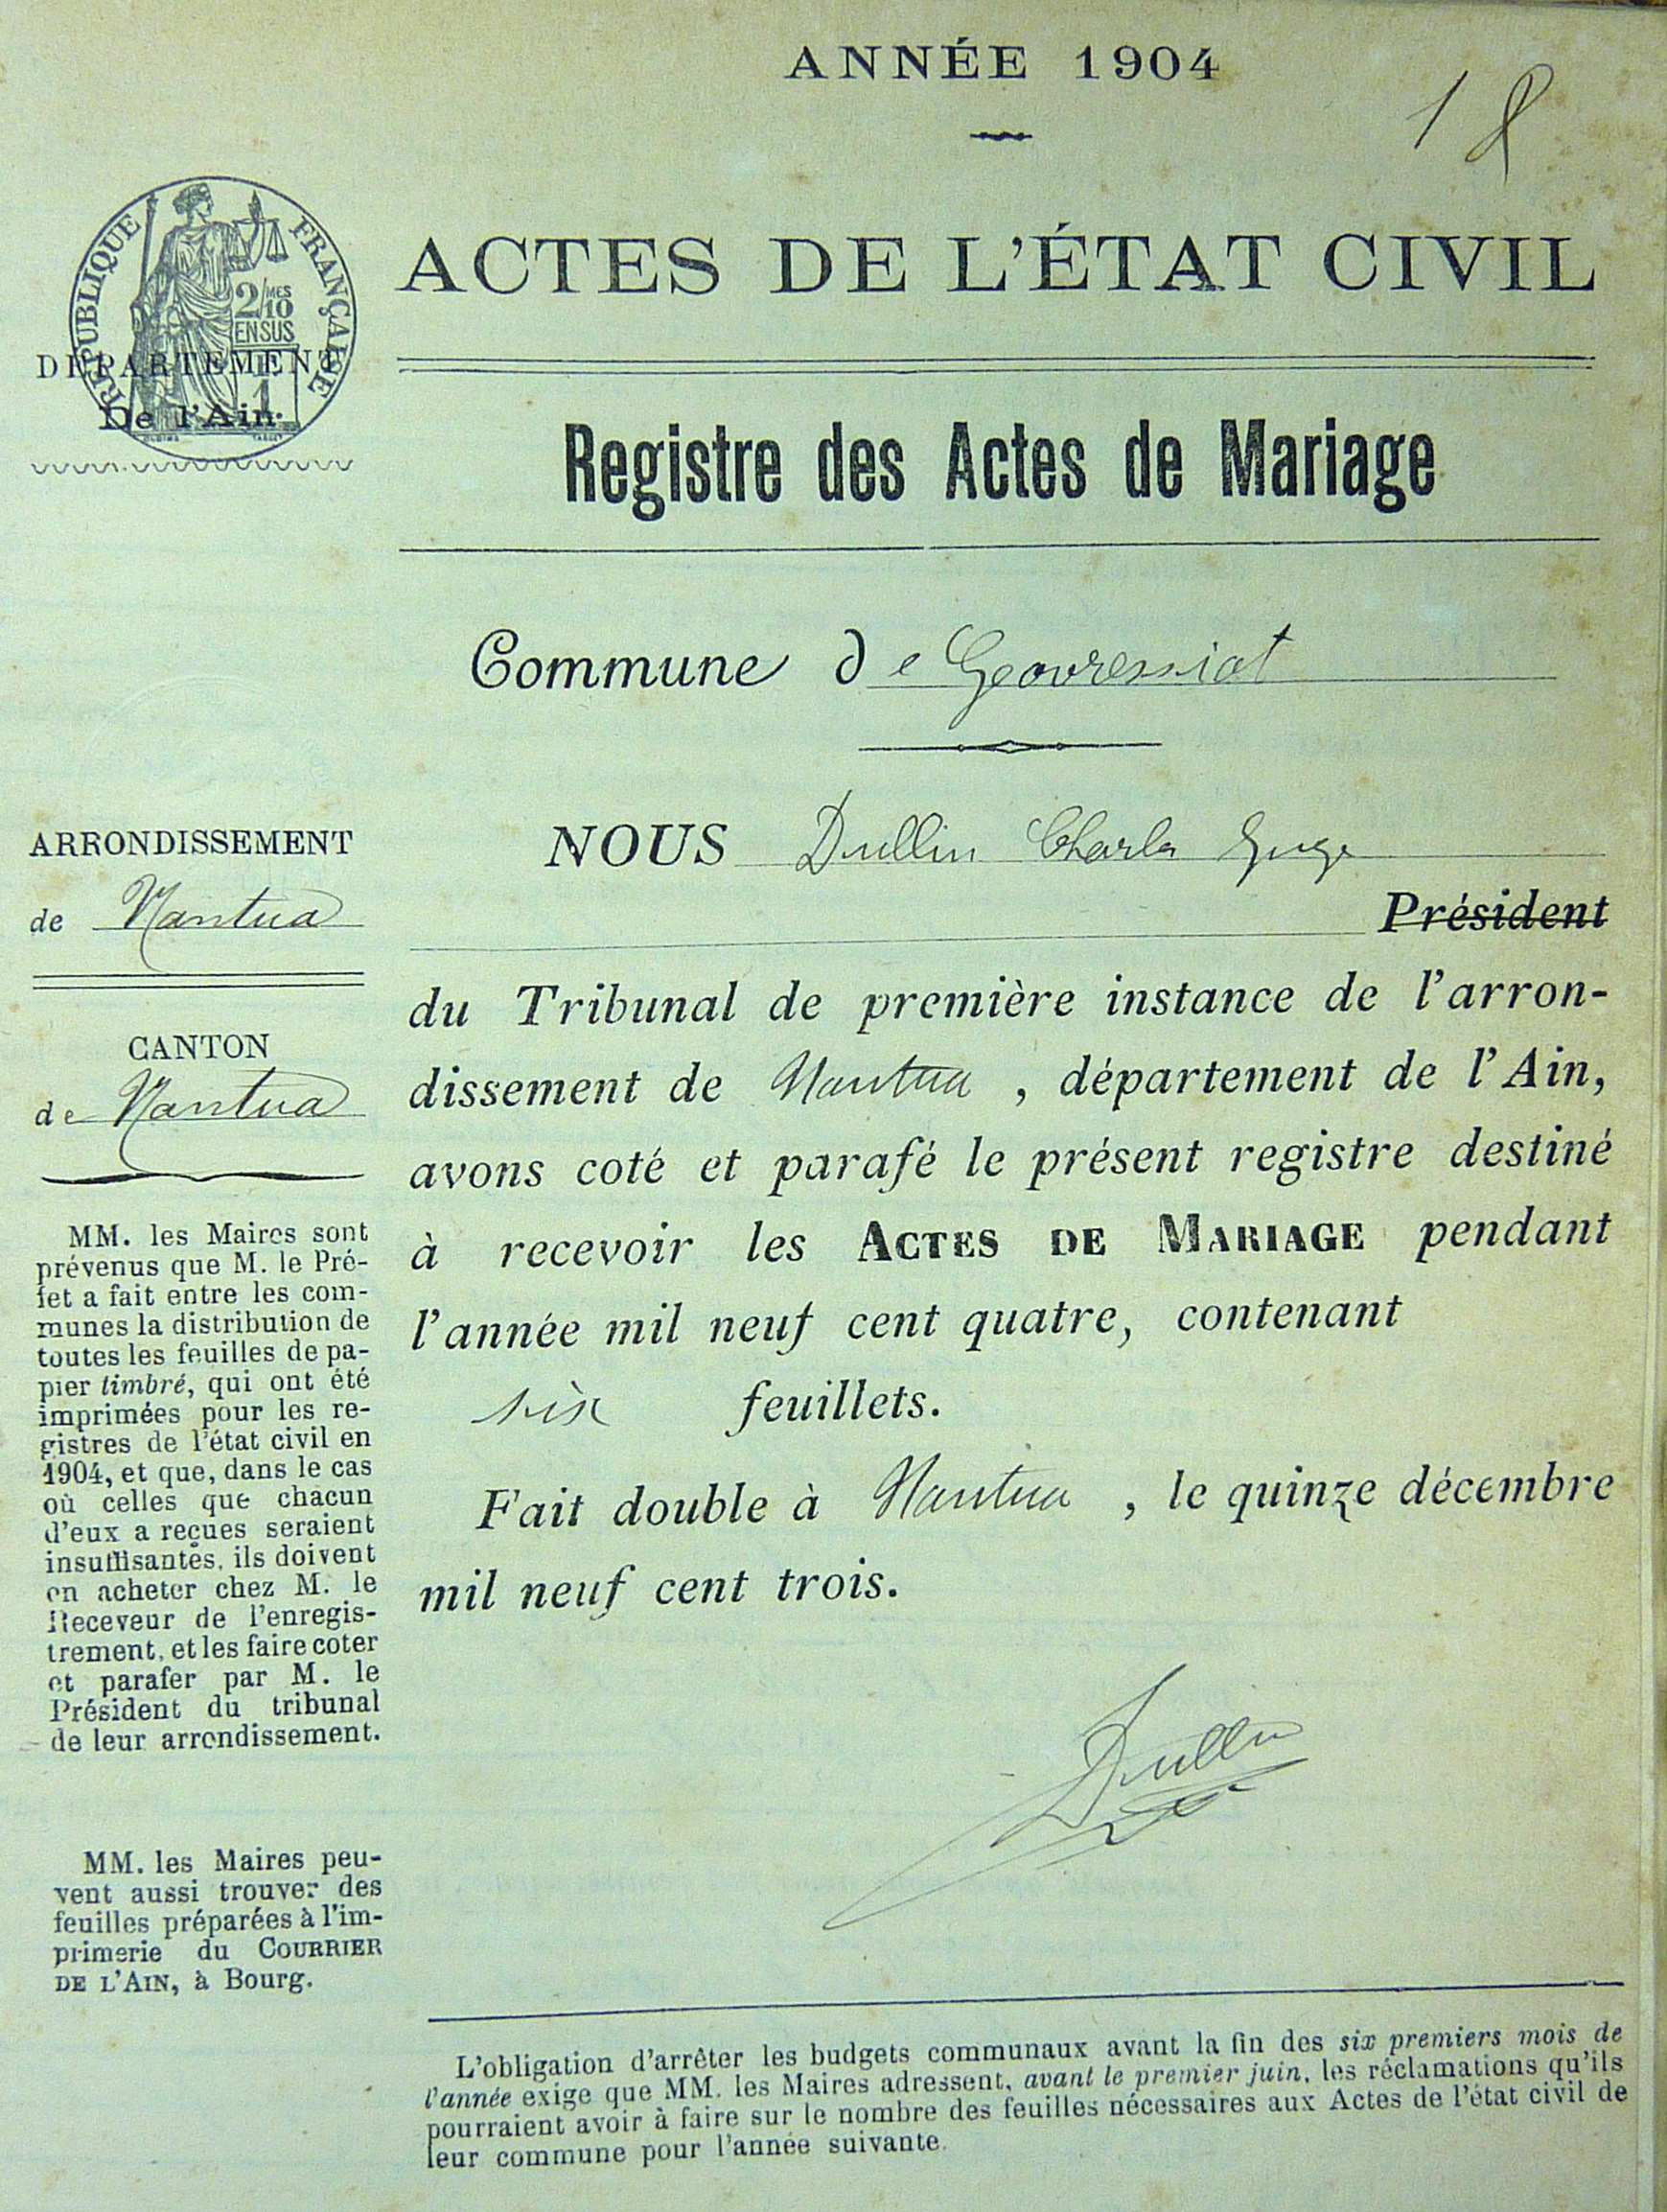 ANNÉE 1904
1
RÉPUBLIQUE FRANÇAISE
2/MES
10
EN SUS
1
ACTES DE L'ÉTAT CIVIL
DÉPARTEMENT
De l'Ain.
Registre des Actes de Mariage
Commune de Geovressiat
ARRONDISSEMENT
de Nantua
CANTON
de Nantua
MM. les Maires sont
prévenus que M. le Pré-
fet a fait entre les com-
munes la distribution de
toutes les feuilles de pa-
pier timbré, qui ont été
imprimées pour les re-
gistres de l'état civil en
1904, et que, dans le cas
où celles que chacun
d'eux a reçues seraient
insuffisantes, ils doivent
en acheter chez M. le
Receveur de l'enregis-
trement, et les faire coter
et parafer par M. le
Président du tribunal
de leur arrondissement.
MM. les Maires peu-
vent aussi trouver des
feuilles préparées à l'im-
primerie du COURRIER
DE L'AIN, à Bourg.
NOUS Dullin Charles Juge
Président
du Tribunal de première instance de l'arron-
dissement de Nantua, département de l'Ain,
avons coté et parafé le présent registre destiné
à recevoir les ACTES DE MARIAGE pendant
l'année mil neuf cent quatre, contenant
six feuillets.
Fait double à Nantua, le quinze décembre
mil neuf cent trois.
Dullin
L'obligation d'arrêter les budgets communaux avant la fin des six premiers mois de
l'année exige que MM. les Maires adressent, avant le premier juin, les réclamations qu'ils
pourraient avoir à faire sur le nombre des feuilles nécessaires aux Actes de l'état civil de
leur commune pour l'année suivante.